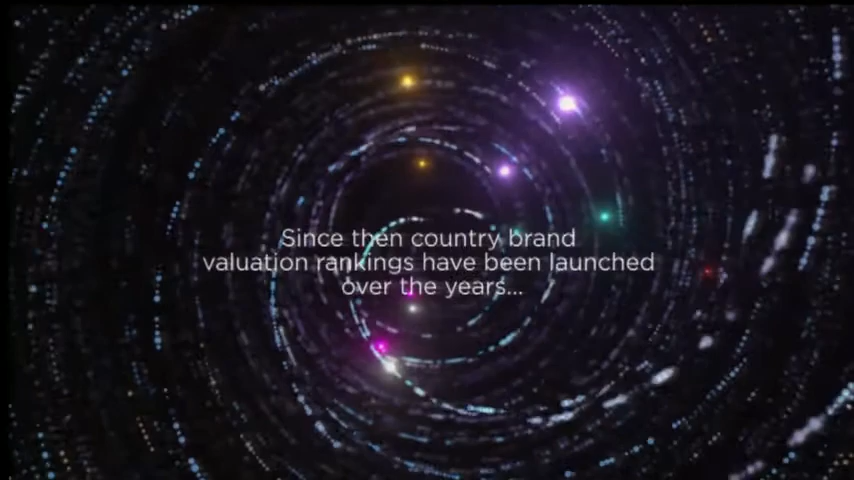 Since then country brand
valuation rankings have been launched
over the years...